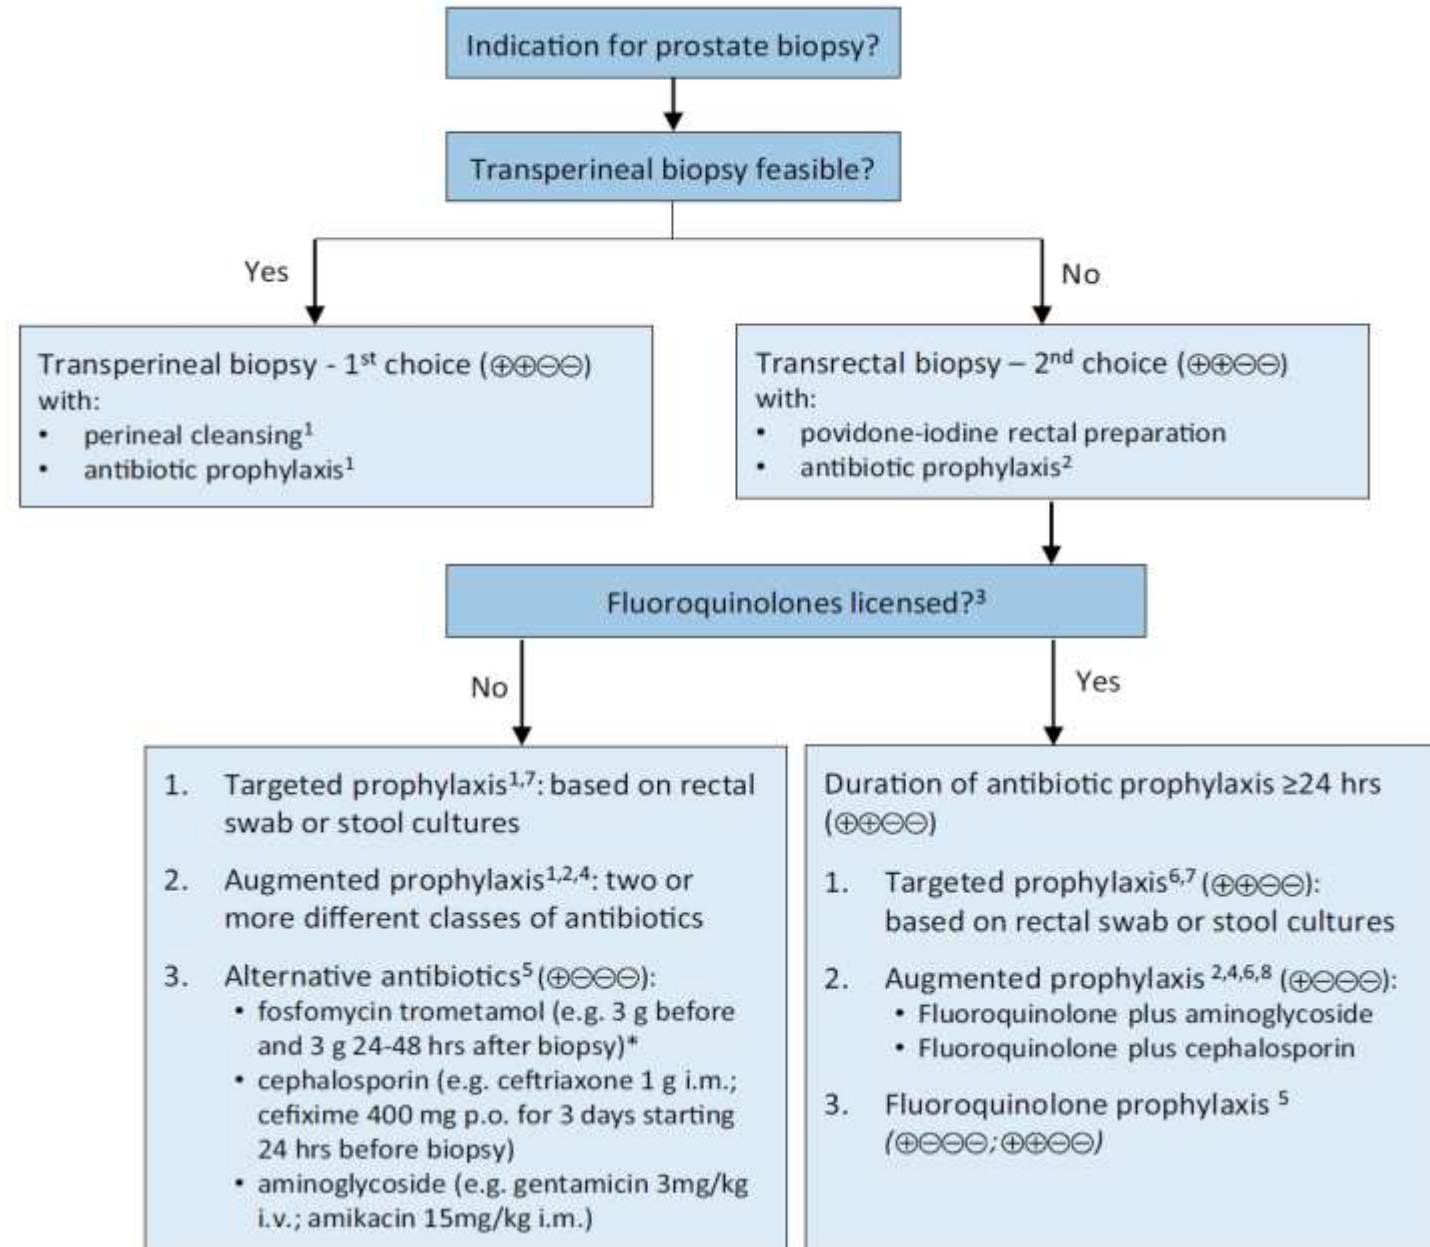 Indication for prostate biopsy?
Transperineal biopsy feasible?
Yes
No
Transperineal biopsy - 1st choice (⊕⊕⊖⊖)
with:
• perineal cleansing1
• antibiotic prophylaxis1
Transrectal biopsy – 2nd choice (⊕⊕⊖⊖)
with:
• povidone-iodine rectal preparation
• antibiotic prophylaxis2
Fluoroquinolones licensed?3
No
Yes
1. Targeted prophylaxis1,7: based on rectal
swab or stool cultures
2. Augmented prophylaxis1,2,4: two or
more different classes of antibiotics
3. Alternative antibiotics5 (⊕⊖⊖⊖):
• fosfomycin trometamol (e.g. 3 g before
and 3 g 24-48 hrs after biopsy)*
• cephalosporin (e.g. ceftriaxone 1 g i.m.;
cefixime 400 mg p.o. for 3 days starting
24 hrs before biopsy)
• aminoglycoside (e.g. gentamicin 3mg/kg
i.v.; amikacin 15mg/kg i.m.)
Duration of antibiotic prophylaxis ≥24 hrs
(⊕⊕⊖⊖)
1. Targeted prophylaxis6,7 (⊕⊕⊖⊖):
based on rectal swab or stool cultures
2. Augmented prophylaxis 2,4,6,8 (⊕⊖⊖⊖):
• Fluoroquinolone plus aminoglycoside
• Fluoroquinolone plus cephalosporin
3. Fluoroquinolone prophylaxis 5
(⊕⊖⊖⊖; ⊕⊕⊖⊖)